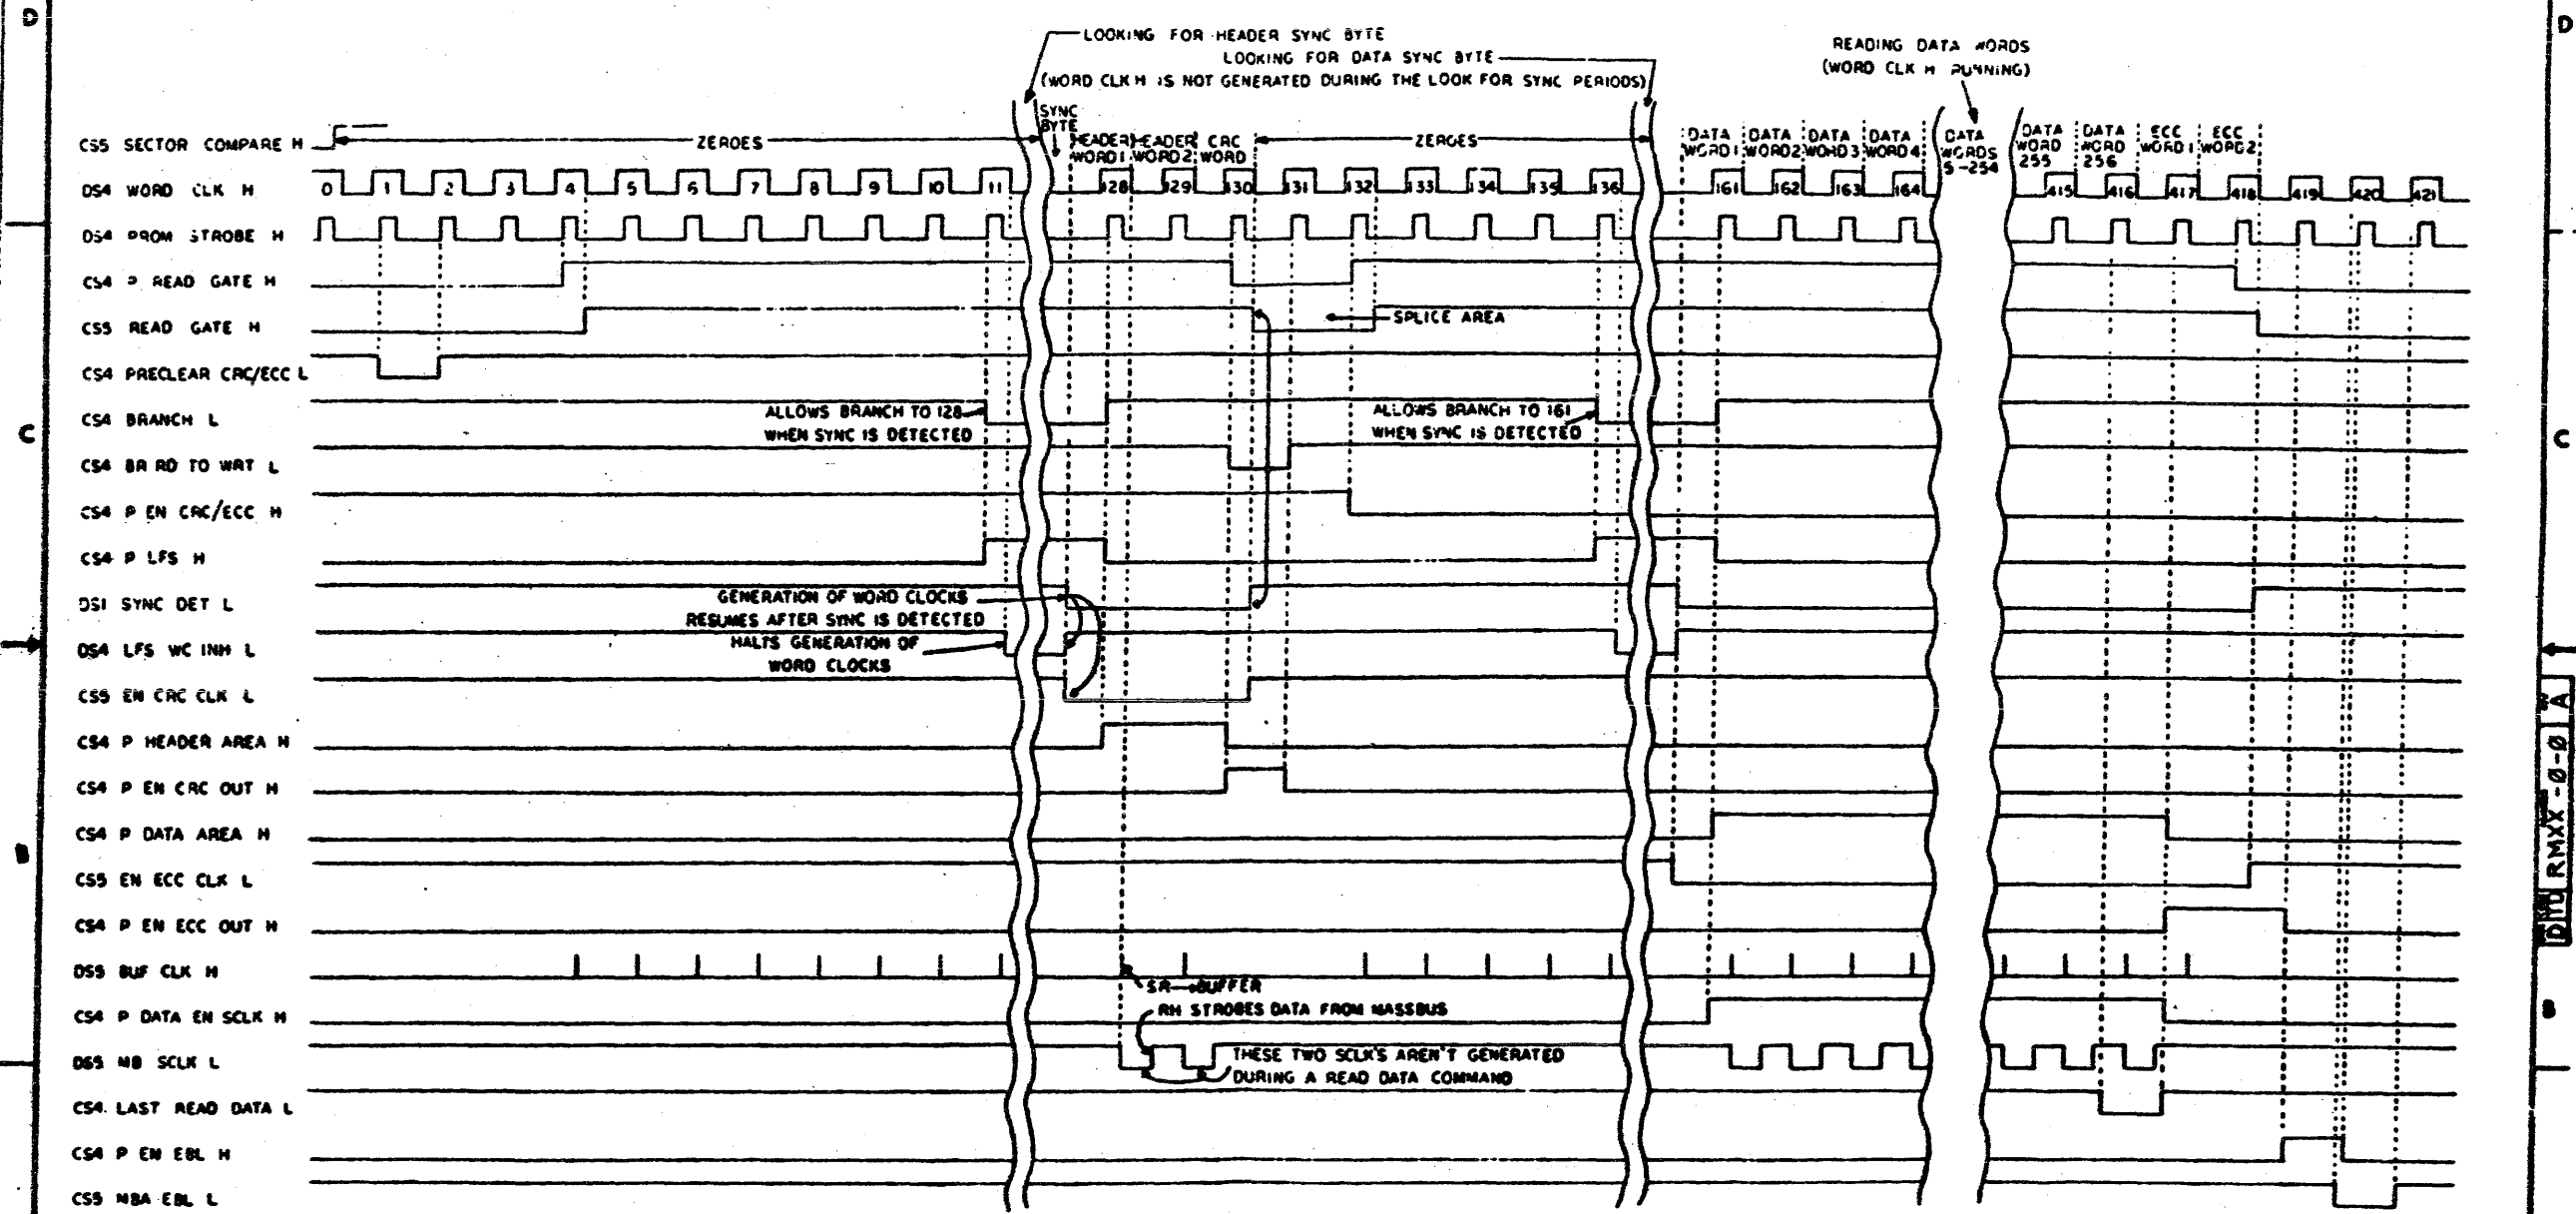 D
D
LOOKING FOR HEADER SYNC BYTE
LOOKING FOR DATA SYNC BYTE
(WORD CLK H IS NOT GENERATED DURING THE LOOK FOR SYNC PERIODS)
READING DATA WORDS
(WORD CLK H RUNNING)
CS5 SECTOR COMPARE H
ZEROES
SYNC
BYTE
HEADER
WORD 1
HEADER
WORD 2
CRC
WORD
ZEROES
DATA
WORD 1
DATA
WORD 2
DATA
WORD 3
DATA
WORD 4
DATA
WORDS
5-254
DATA
WORD
255
DATA
WORD
256
ECC
WORD 1
ECC
WORD 2
DS4 WORD CLK H
0 1 2 3 4 5 6 7 8 9 10 11 128 129 130 131 132 133 134 135 136 161 162 163 164 415 416 417 418 419 420 421
DS4 PROM STROBE H
CS4 P READ GATE H
CS5 READ GATE H
SPLICE AREA
CS4 PRECLEAR CRC/ECC L
CS4 BRANCH L
ALLOWS BRANCH TO 128
WHEN SYNC IS DETECTED
ALLOWS BRANCH TO 161
WHEN SYNC IS DETECTED
C
C
CS4 BR RD TO WRT L
CS4 P EN CRC/ECC H
CS4 P LFS H
DS1 SYNC DET L
GENERATION OF WORD CLOCKS
RESUMES AFTER SYNC IS DETECTED
DS4 LFS WC INH L
HALTS GENERATION OF
WORD CLOCKS
CS5 EN CRC CLK L
CS4 P HEADER AREA H
CS4 P EN CRC OUT H
CS4 P DATA AREA H
B
CS5 EN ECC CLK L
CS4 P EN ECC OUT H
DS5 BUF CLK H
SR→BUFFER
CS4 P DATA EN SCLK H
RH STROBES DATA FROM MASSBUS
B
DS5 MB SCLK L
THESE TWO SCLK'S AREN'T GENERATED
DURING A READ DATA COMMAND
CS4 LAST READ DATA L
CS4 P EN EBL H
CS5 MBA EBL L
D TD RMXX-0-0 A